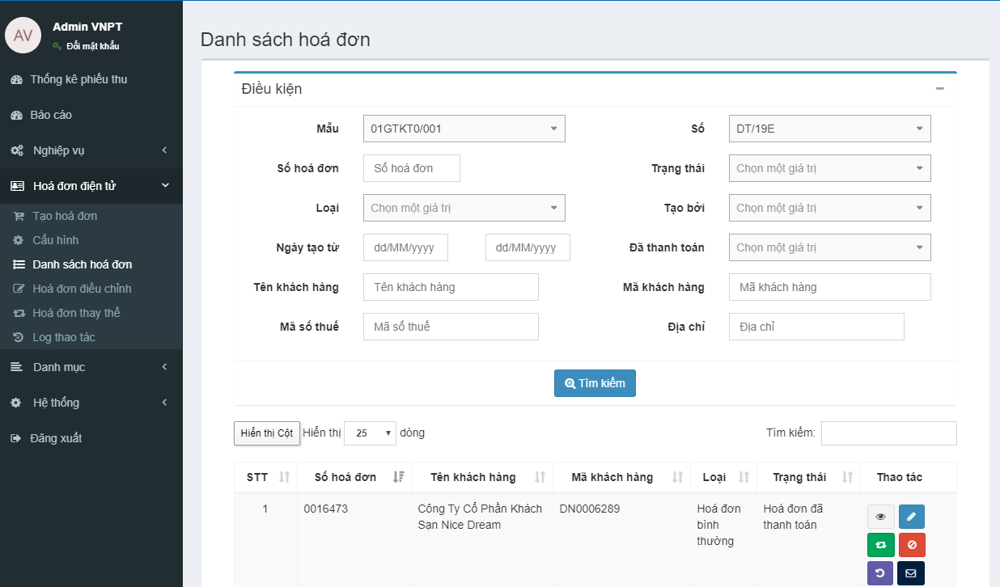 AV
Admin VNPT
Đổi mật khẩu
Thống kê phiếu thu
Báo cáo
Nghiệp vụ
Hoá đơn điện tử
Tạo hoá đơn
Cấu hình
Danh sách hoá đơn
Hoá đơn điều chỉnh
Hoá đơn thay thế
Log thao tác
Danh mục
Hệ thống
Đăng xuất
Danh sách hoá đơn
Điều kiện
Mẫu 01GTKT0/001 Số DT/19E
Số hoá đơn Số hoá đơn Trạng thái Chọn một giá trị
Loại Chọn một giá trị Tạo bởi Chọn một giá trị
Ngày tạo từ dd/MM/yyyy dd/MM/yyyy Đã thanh toán Chọn một giá trị
Tên khách hàng Tên khách hàng Mã khách hàng Mã khách hàng
Mã số thuế Mã số thuế Địa chỉ Địa chỉ
Tìm kiếm
Hiển thị Cột Hiển thị 25 dòng Tìm kiếm:
STT Số hoá đơn Tên khách hàng Mã khách hàng Loại Trạng thái Thao tác
1 0016473 Công Ty Cổ Phần Khách DN0006289 Hoá đơn Hoá đơn đã
Sạn Nice Dream bình thanh toán
thường